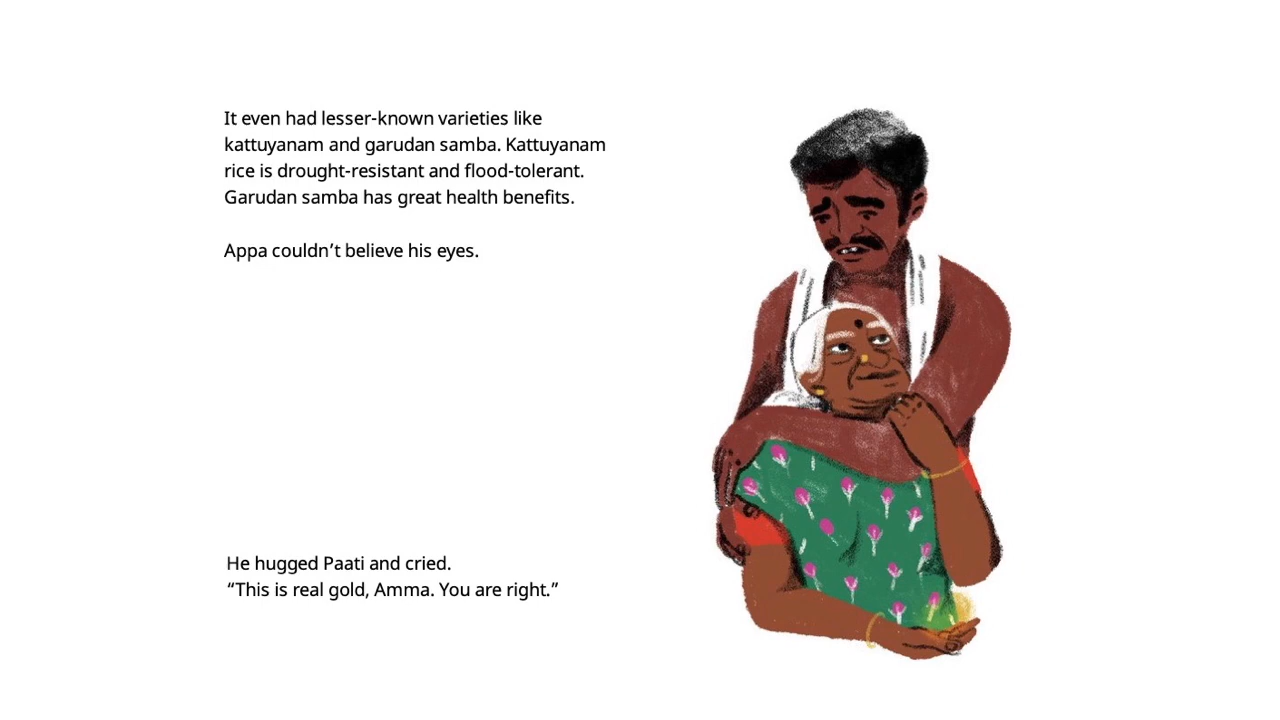 It even had lesser-known varieties like
kattuyanam and garudan samba. Kattuyanam
rice is drought-resistant and flood-tolerant.
Garudan samba has great health benefits.
Appa couldn’t believe his eyes.
He hugged Paati and cried.
“This is real gold, Amma. You are right.”